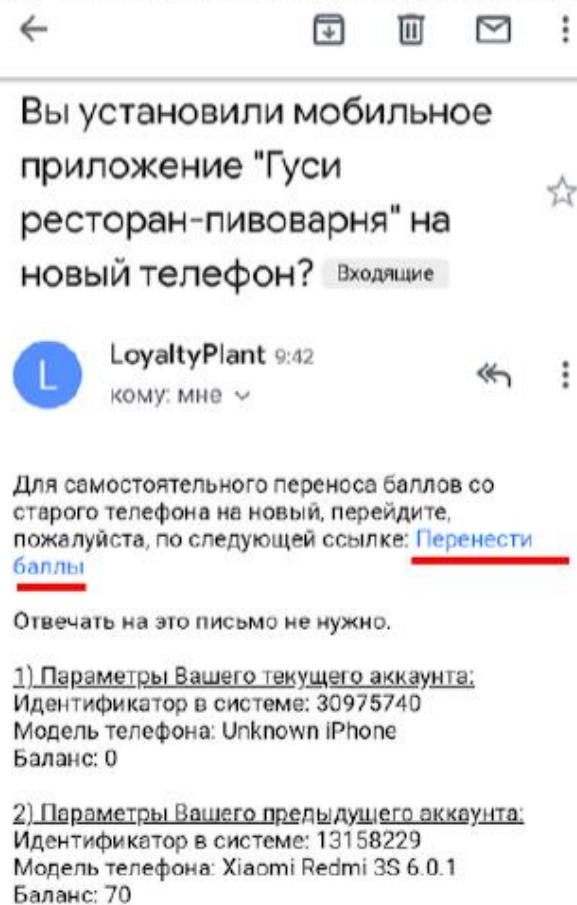 Вы установили мобильное
приложение "Гуси
ресторан-пивоварня" на
новый телефон? Входящие
L
LoyaltyPlant 9:42
кому: мне
Для самостоятельного переноса баллов со
старого телефона на новый, перейдите,
пожалуйста, по следующей ссылке: Перенести
баллы
Отвечать на это письмо не нужно.
1) Параметры Вашего текущего аккаунта:
Идентификатор в системе: 30975740
Модель телефона: Unknown iPhone
Баланс: 0
2) Параметры Вашего предыдущего аккаунта:
Идентификатор в системе: 13158229
Модель телефона: Xiaomi Redmi 3S 6.0.1
Баланс: 70